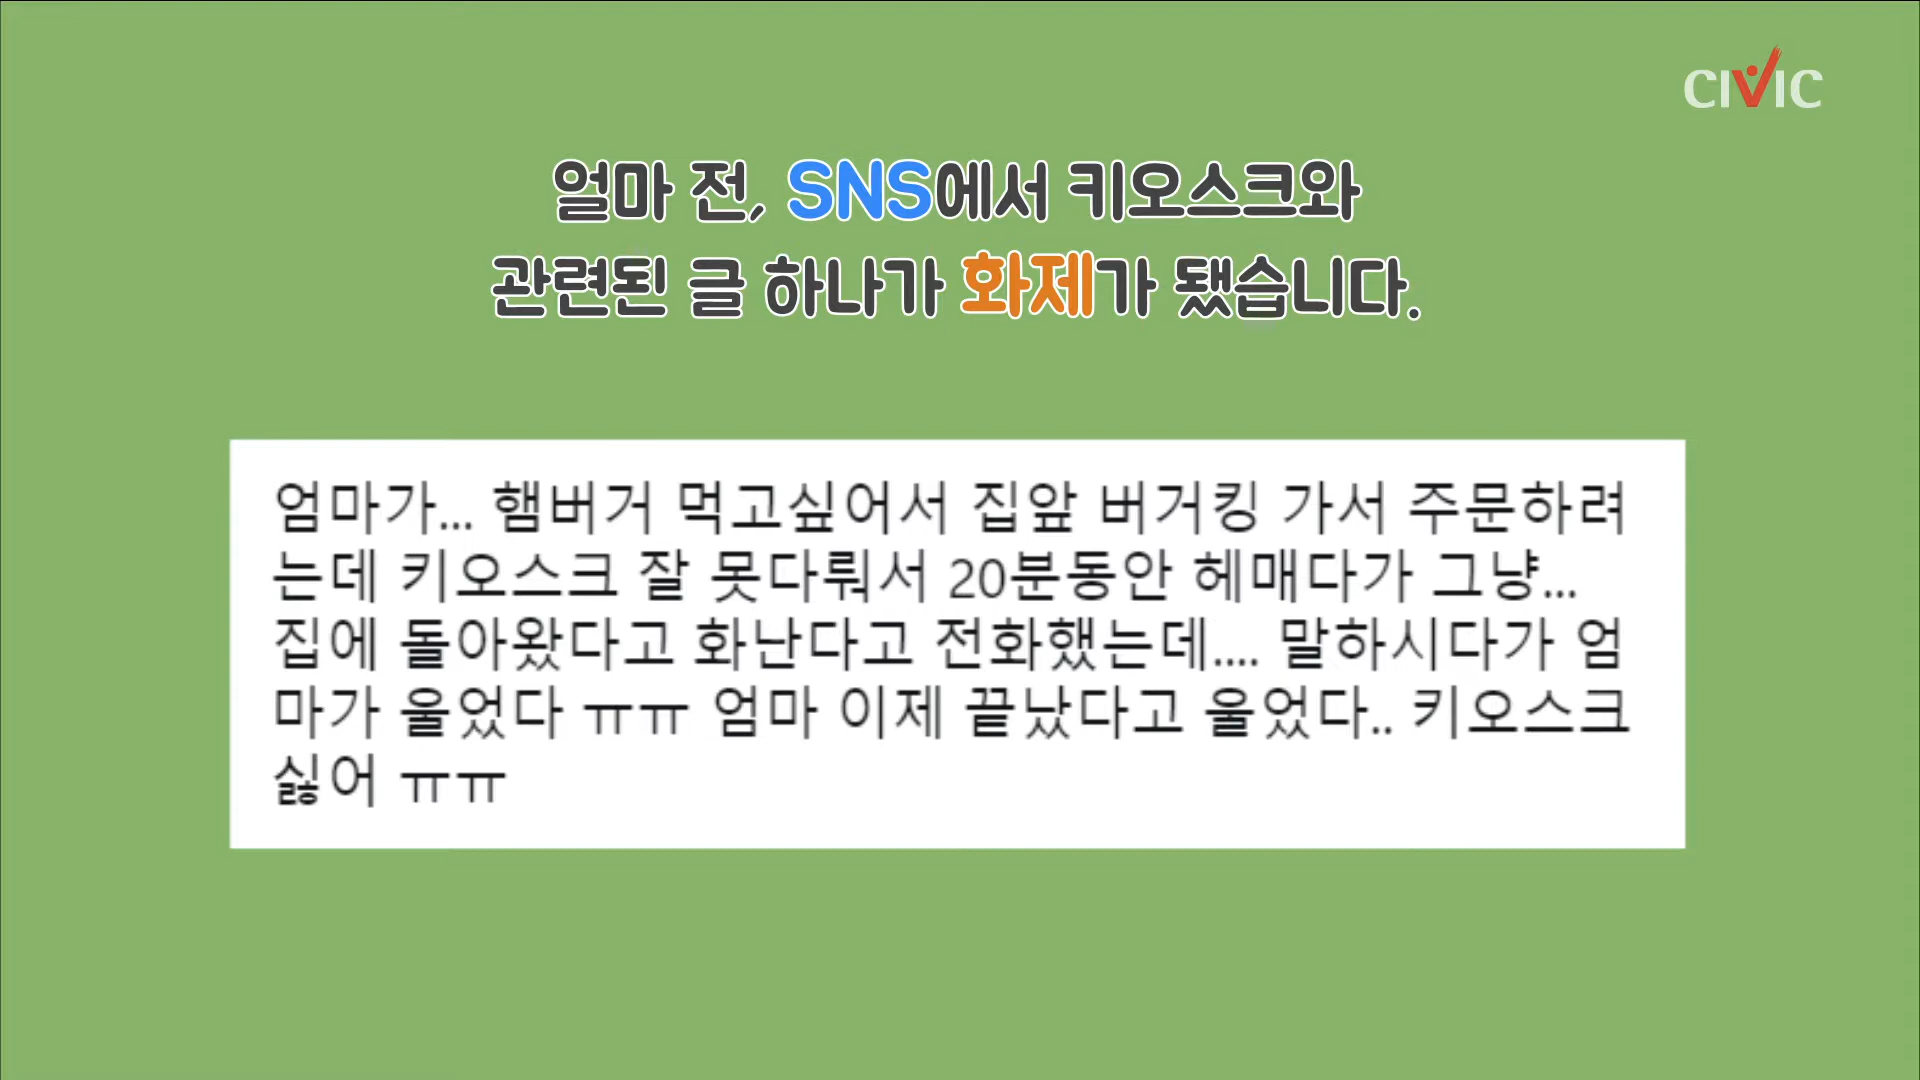 CIVIC
얼마 전, SNS에서 키오스크와
관련된 글 하나가 화제가 됐습니다.
엄마가... 햄버거 먹고싶어서 집앞 버거킹 가서 주문하려
는데 키오스크 잘 못다뤄서 20분동안 헤매다가 그냥...
집에 돌아왔다고 화난다고 전화했는데.... 말하시다가 엄
마가 울었다 ㅠㅠ 엄마 이제 끝났다고 울었다.. 키오스크
싫어 ㅠㅠ